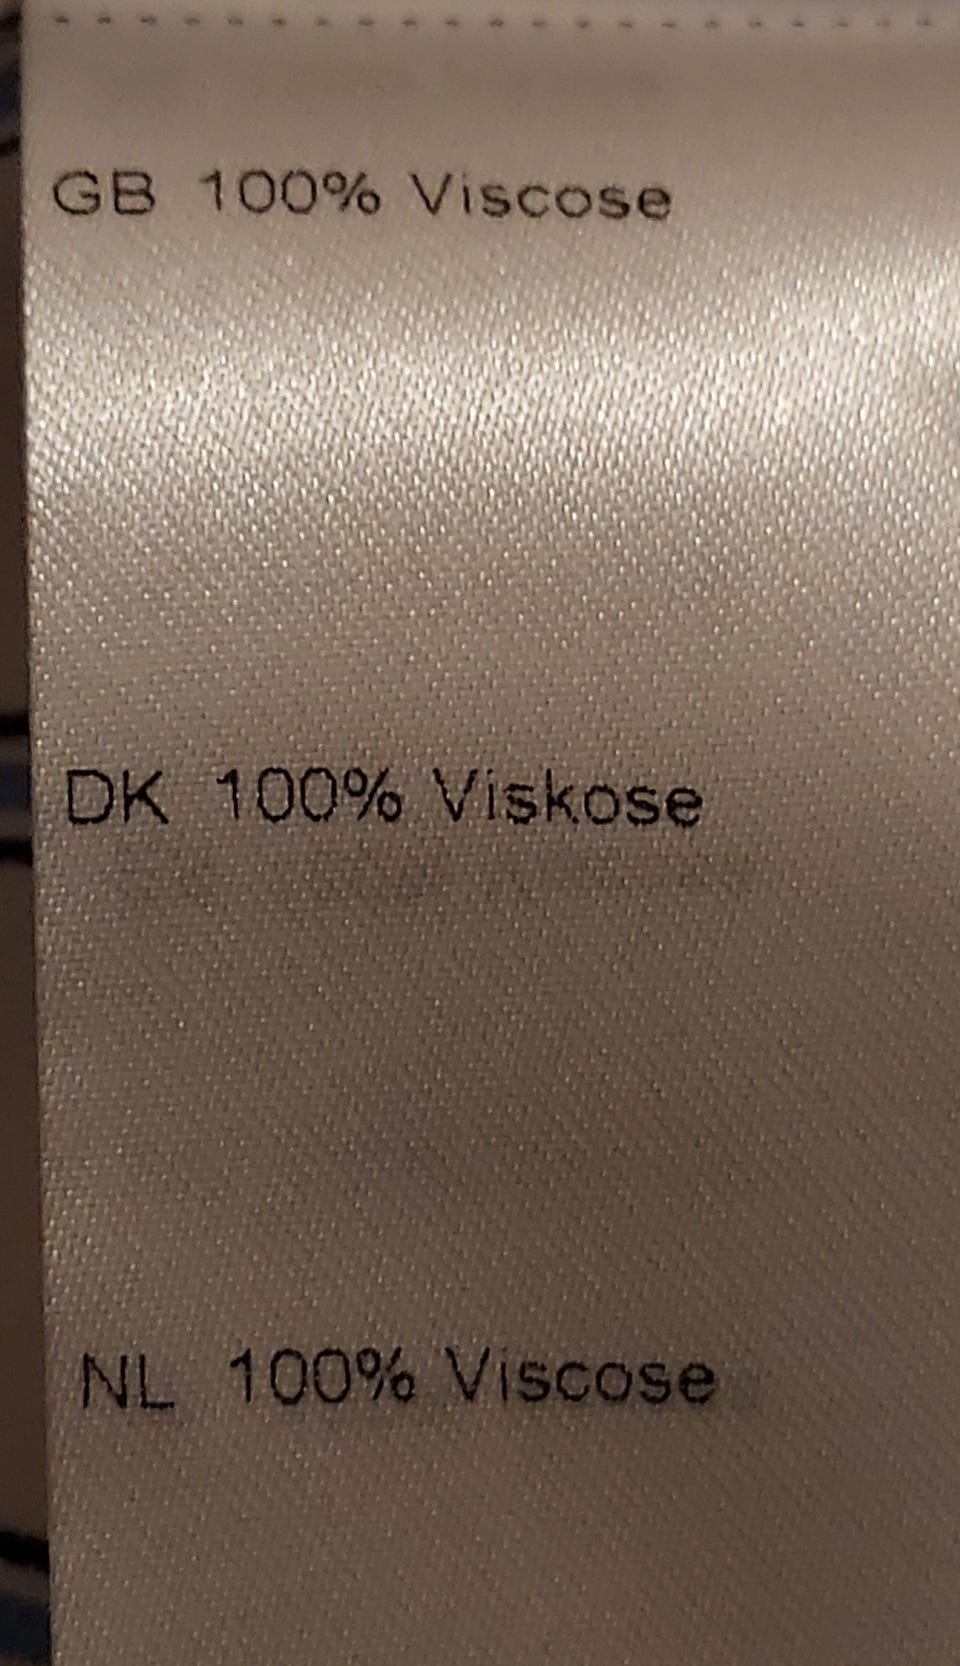 GB 100% Viscose
DK 100% Viskose
NL 100% Viscose